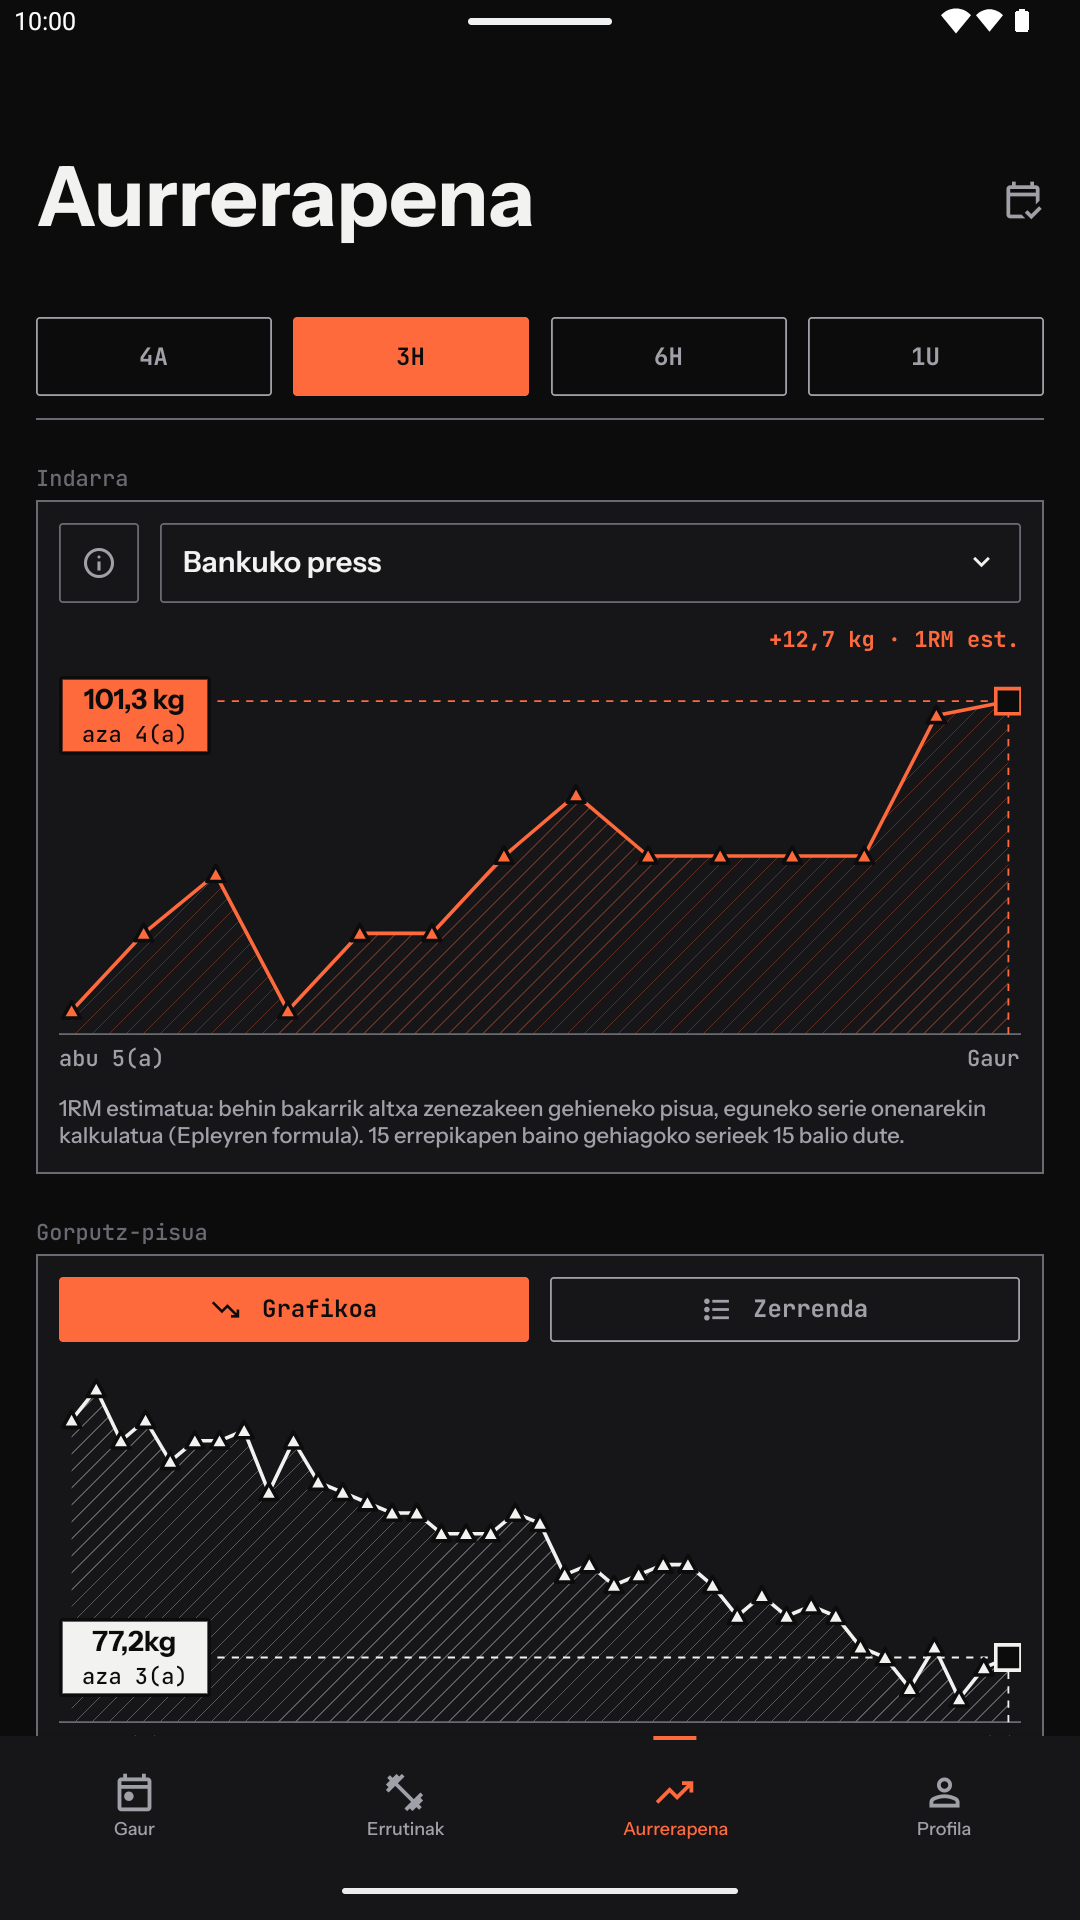 10:00
Aurrerapena
4A
3H
6H
1U
Indarra
Bankuko press
+12,7 kg · 1RM est.
101,3 kg
aza 4(a)
abu 5(a)
Gaur
1RM estimatua: behin bakarrik altxa zenezakeen gehieneko pisua, eguneko serie onenarekin
kalkulatua (Epleyren formula). 15 errepikapen baino gehiagoko serieek 15 balio dute.
Gorputz-pisua
Grafikoa
Zerrenda
77,2kg
aza 3(a)
Gaur
Errutinak
Aurrerapena
Profila